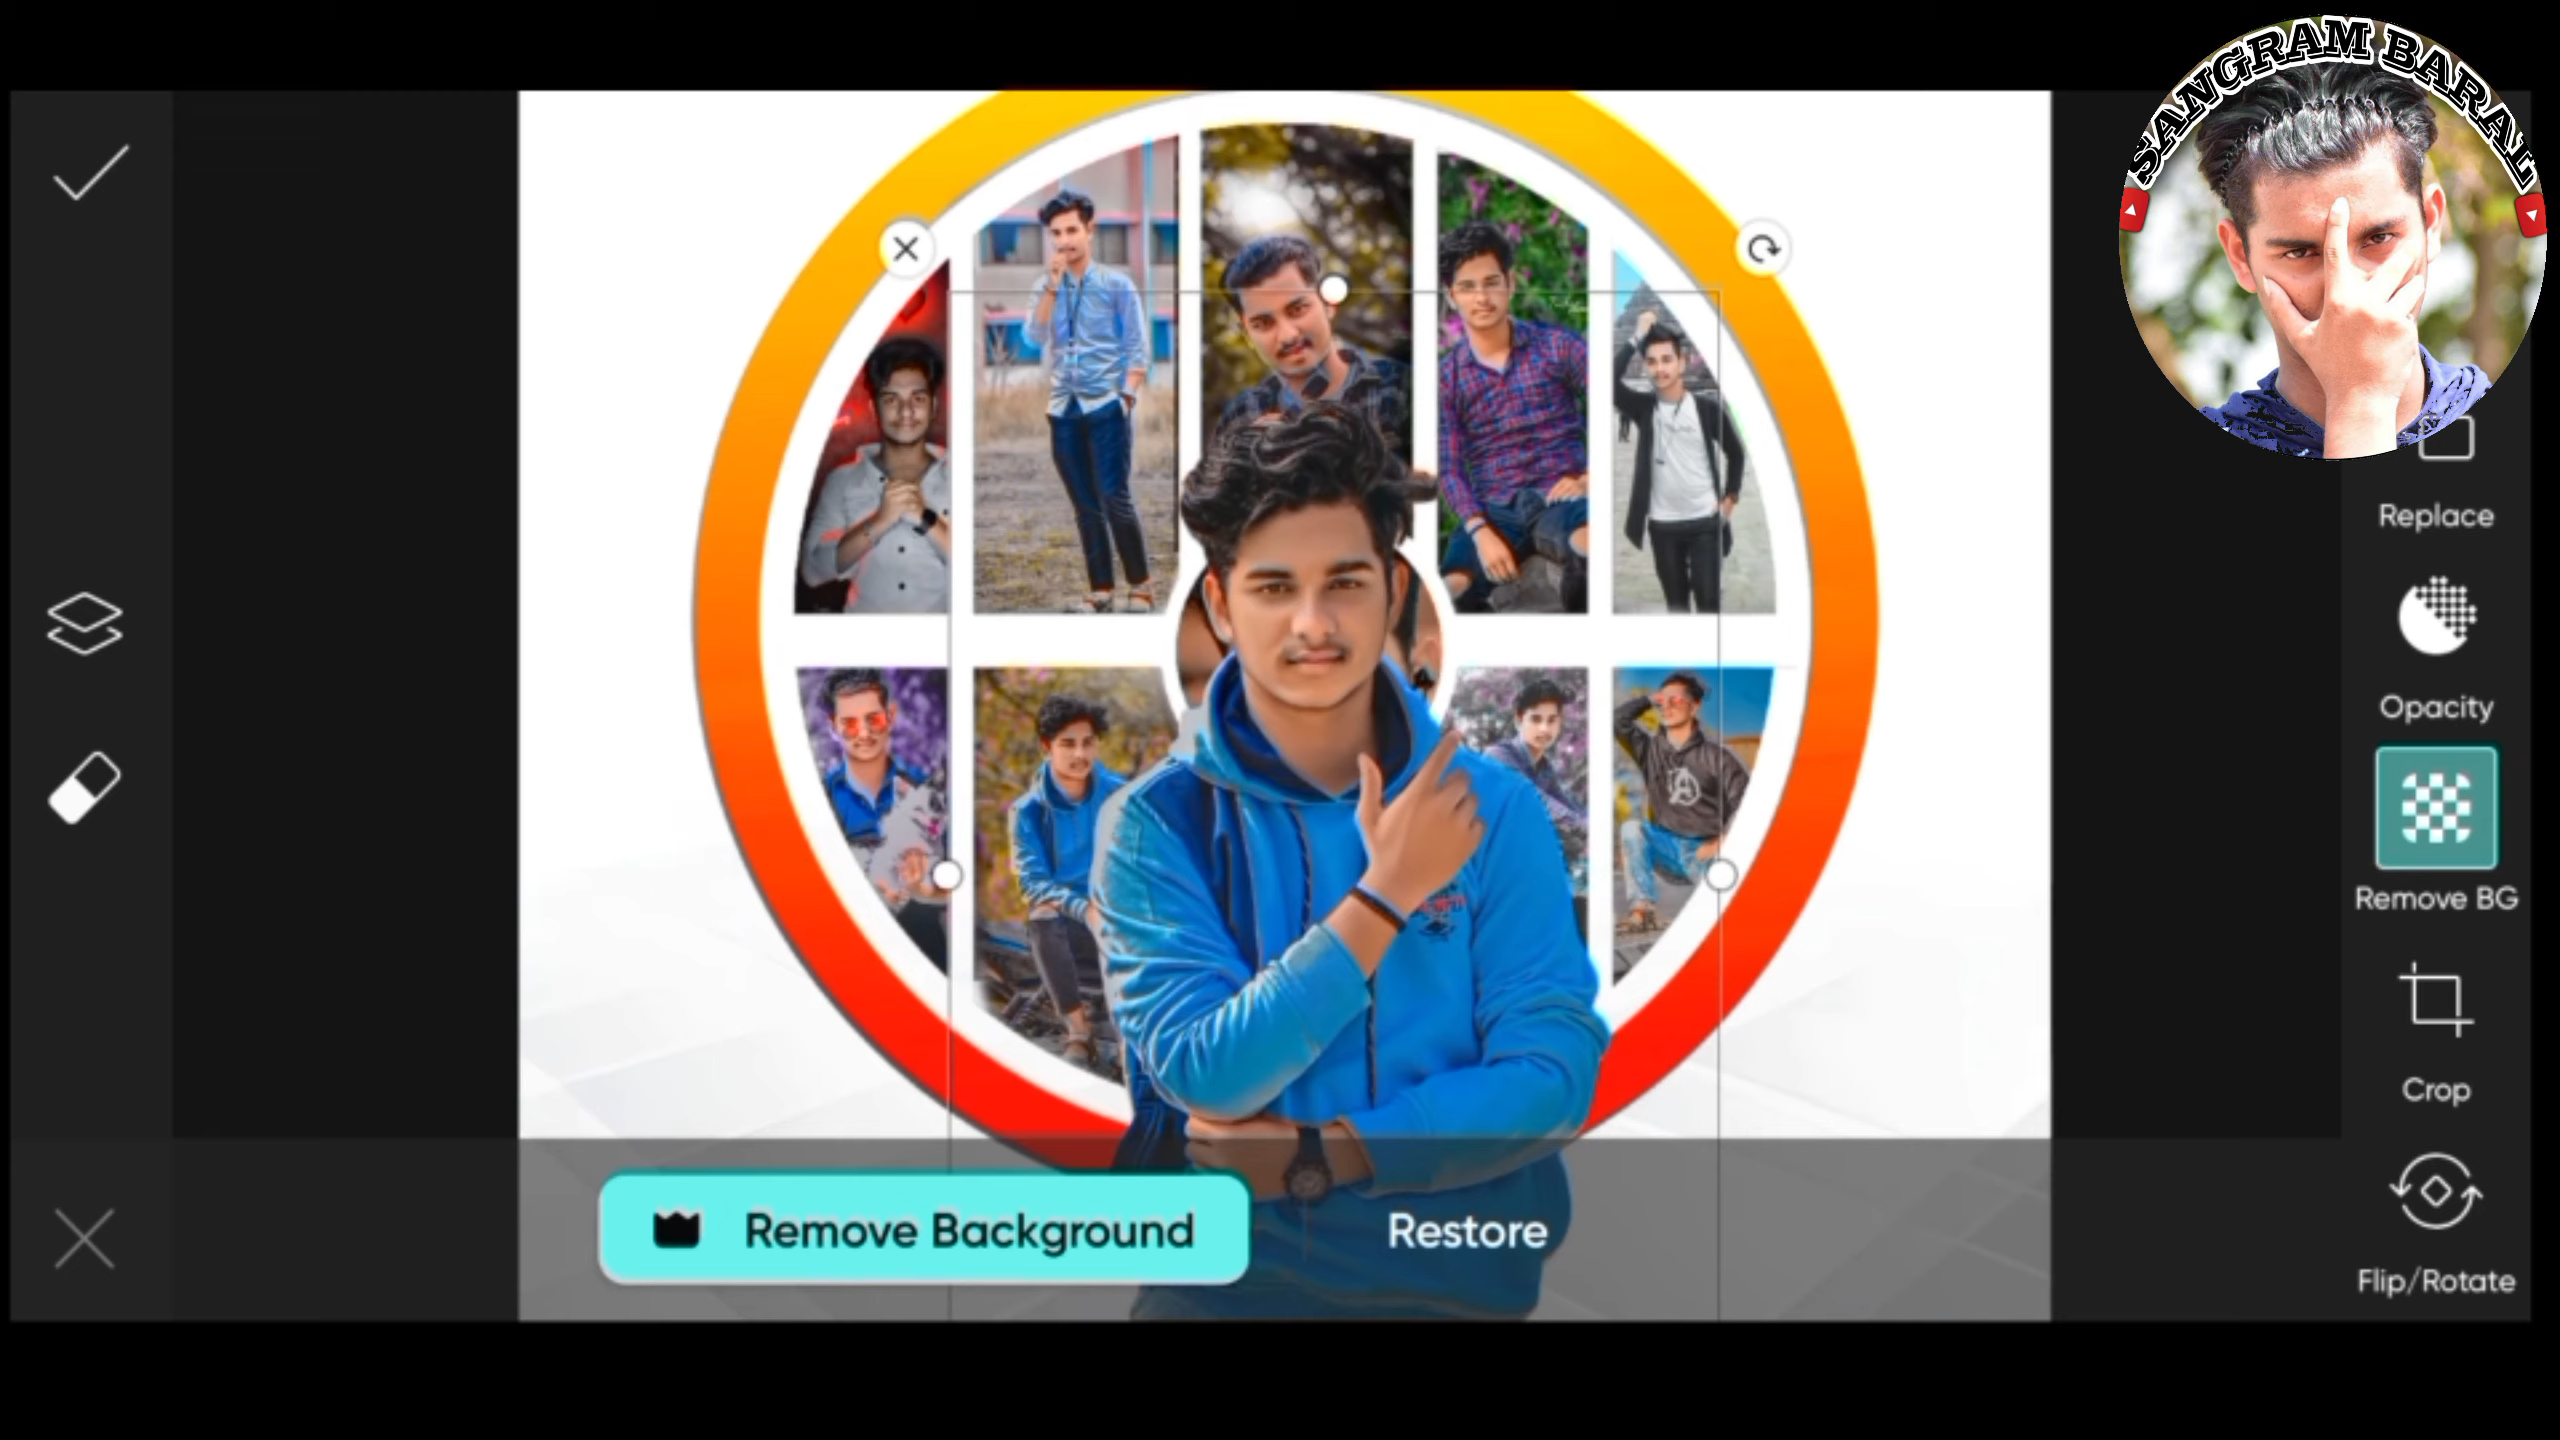 SANGRAM BARAL
Replace
Opacity
Remove BG
Crop
Flip/Rotate
Remove Background
Restore